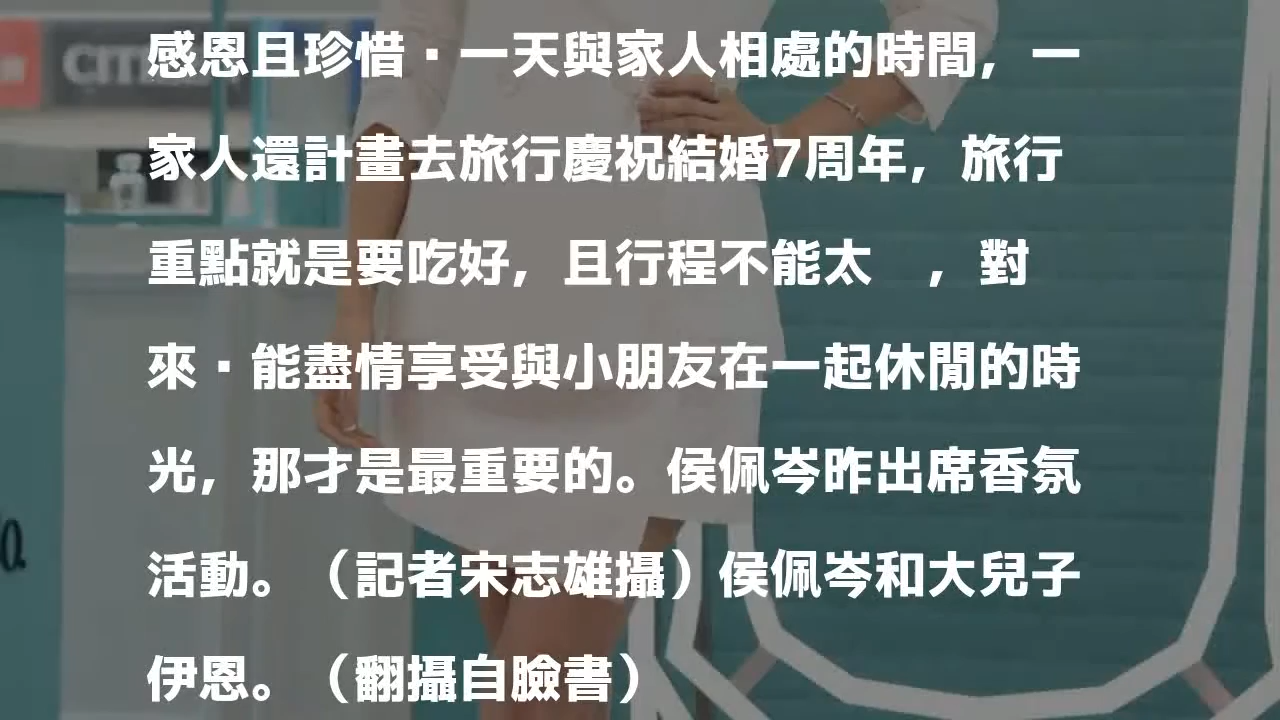 感恩且珍惜·一天與家人相處的時間，一
家人還計畫去旅行慶祝結婚7周年，旅行
重點就是要吃好，且行程不能太　，對
來·能盡情享受與小朋友在一起休閒的時
光，那才是最重要的。侯佩岑昨出席香氛
活動。（記者宋志雄攝）侯佩岑和大兒子
伊恩。（翻攝自臉書）